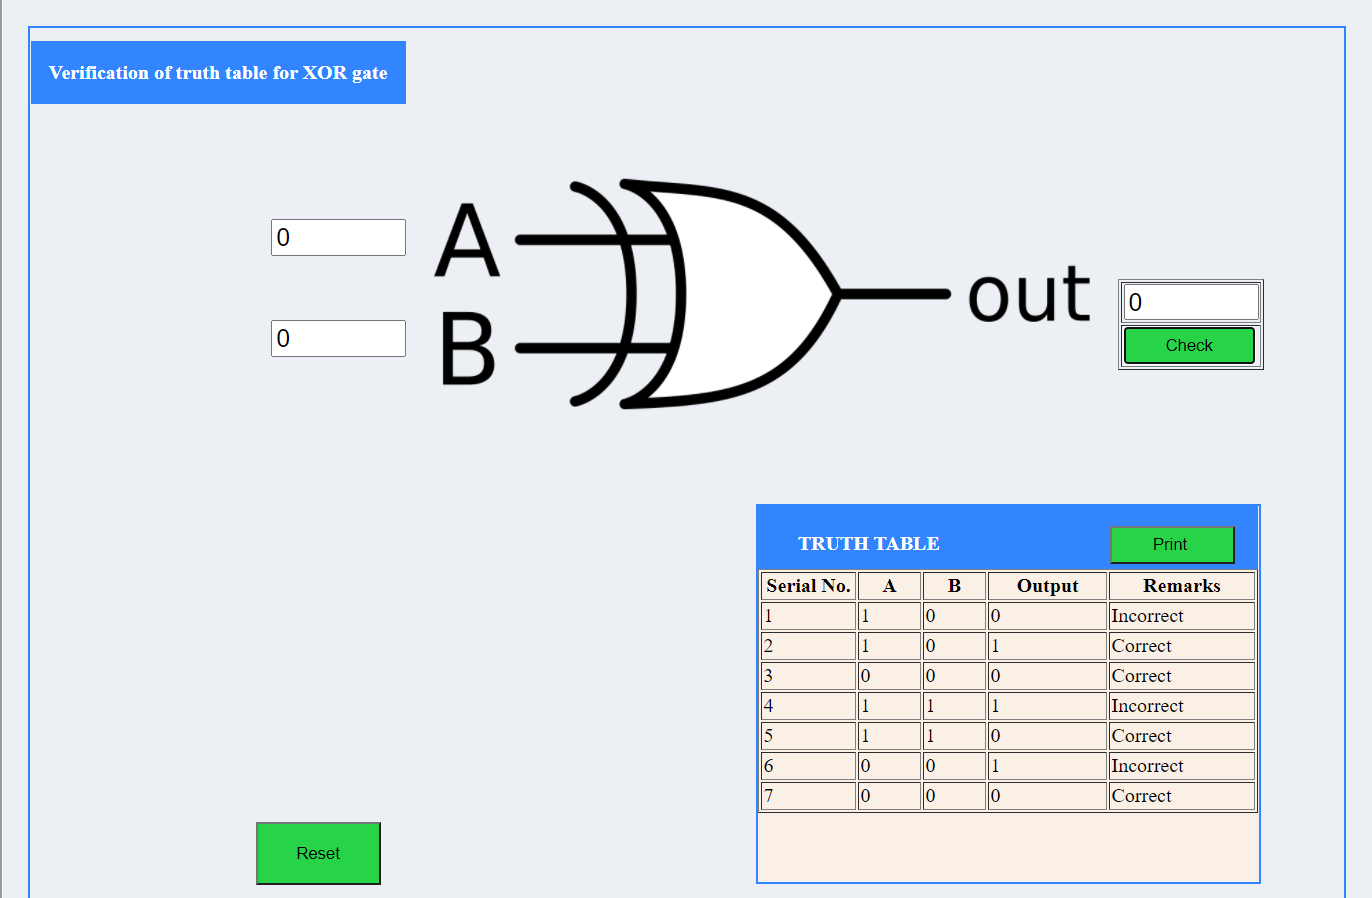 Verification of truth table for XOR gate
0
A
0
B
out
0
Check
TRUTH TABLE
Print
Serial No. A B Output Remarks
1 1 0 0 Incorrect
2 1 0 1 Correct
3 0 0 0 Correct
4 1 1 1 Incorrect
5 1 1 0 Correct
6 0 0 1 Incorrect
7 0 0 0 Correct
Reset